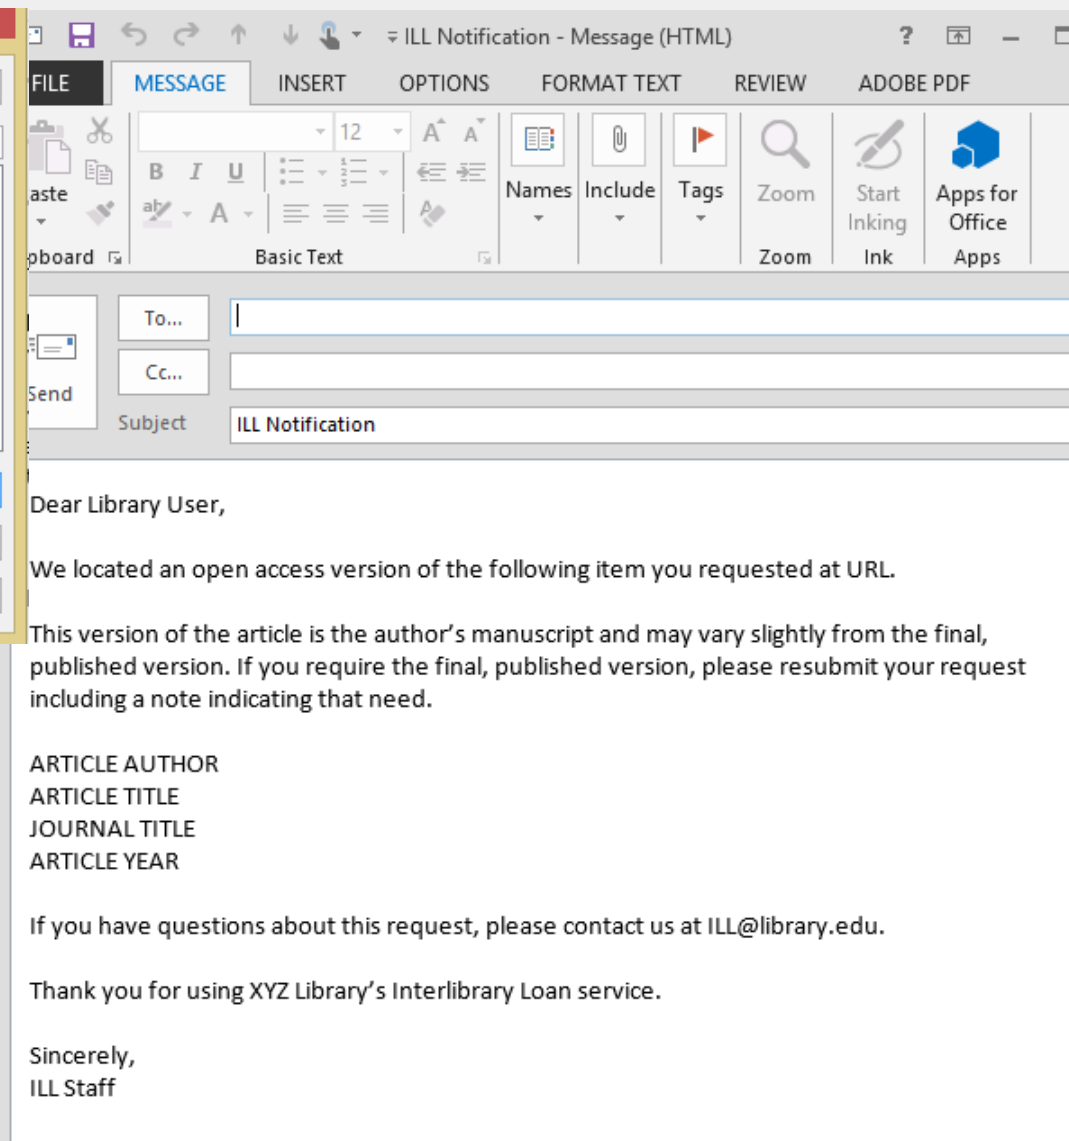 ILL Notification - Message (HTML)
?
FILE MESSAGE INSERT OPTIONS FORMAT TEXT REVIEW ADOBE PDF
12 A A
B I U
aste Names Include Tags Zoom Start Inking Apps for Office
A
pboard Basic Text Zoom Ink Apps
To...
Cc...
Send
Subject ILL Notification
Dear Library User,
We located an open access version of the following item you requested at URL.
This version of the article is the author's manuscript and may vary slightly from the final,
published version. If you require the final, published version, please resubmit your request
including a note indicating that need.
ARTICLE AUTHOR
ARTICLE TITLE
JOURNAL TITLE
ARTICLE YEAR
If you have questions about this request, please contact us at ILL@library.edu.
Thank you for using XYZ Library's Interlibrary Loan service.
Sincerely,
ILL Staff